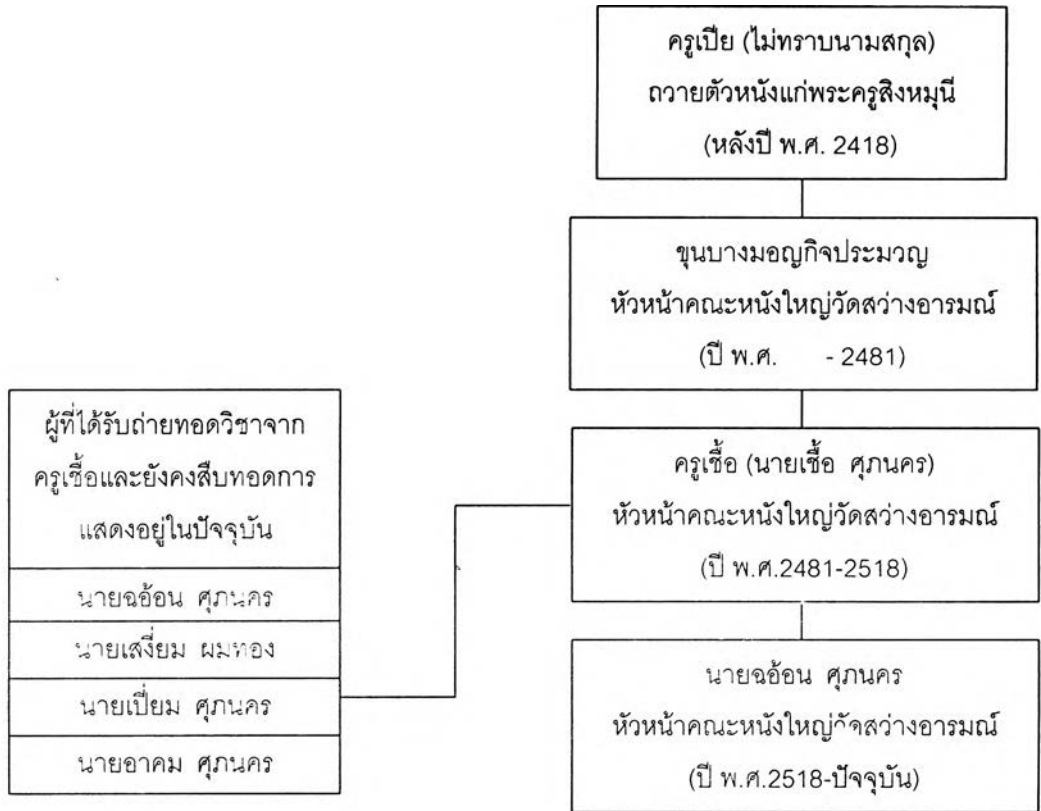 ครูเปีย (ไม่ทราบนามสกุล)
ถวายตัวหนังแก่พระครูสิงหมุนี
(หลังปี พ.ศ. 2418)
ขุนบางมอญกิจประมวญ
หัวหน้าคณะหนังใหญ่วัดสว่างอารมณ์
(ปี พ.ศ. - 2481)
ครูเชื้อ (นายเชื้อ ศุภนคร)
หัวหน้าคณะหนังใหญ่วัดสว่างอารมณ์
(ปี พ.ศ.2481-2518)
นายฉอ้อน ศุภนคร
หัวหน้าคณะหนังใหญ่วัดสว่างอารมณ์
(ปี พ.ศ.2518-ปัจจุบัน)
ผู้ที่ได้รับถ่ายทอดวิชาจาก
ครูเชื้อและยังคงสืบทอดการ
แสดงอยู่ในปัจจุบัน
นายฉอ้อน ศุภนคร
นายเสงี่ยม ผมทอง
นายเปี่ยม ศุภนคร
นายอาคม ศุภนคร